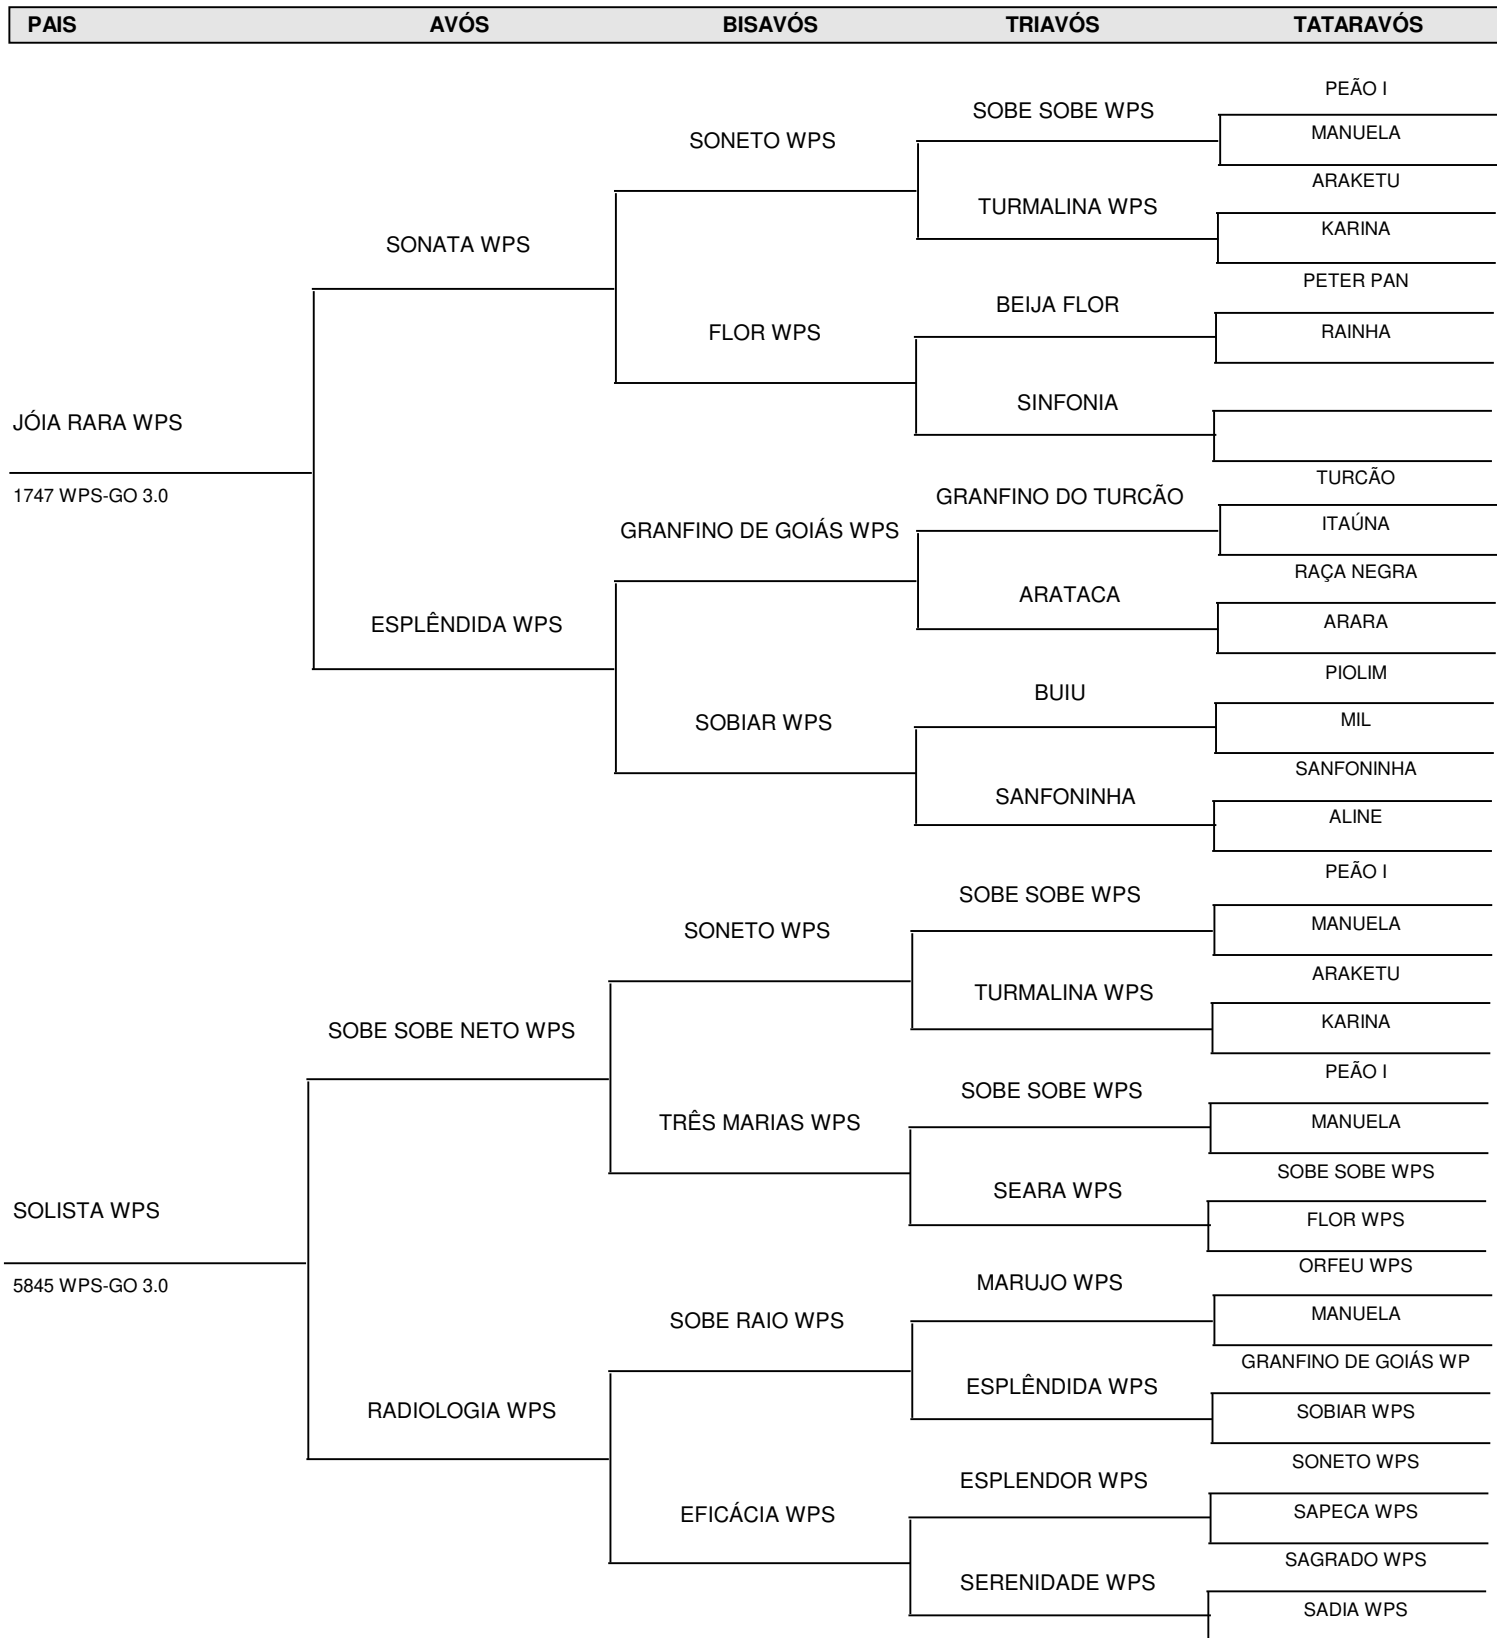 PAIS AVÓS BISAVÓS TRIAVÓS TATARAVÓS
PEÃO I
SOBE SOBE WPS
MANUELA
SONETO WPS
ARAKETU
TURMALINA WPS
KARINA
SONATA WPS
PETER PAN
BEIJA FLOR
RAINHA
FLOR WPS
SINFONIA
JÓIA RARA WPS
TURCÃO
1747 WPS-GO 3.0
GRANFINO DO TURCÃO
ITAÚNA
GRANFINO DE GOIÁS WPS
RAÇA NEGRA
ARATACA
ARARA
ESPLÊNDIDA WPS
PIOLIM
BUIU
MIL
SOBIAR WPS
SANFONINHA
SANFONINHA
ALINE
PEÃO I
SOBE SOBE WPS
MANUELA
SONETO WPS
ARAKETU
TURMALINA WPS
KARINA
SOBE SOBE NETO WPS
PEÃO I
SOBE SOBE WPS
MANUELA
TRÊS MARIAS WPS
SOBE SOBE WPS
SEARA WPS
SOLISTA WPS
FLOR WPS
ORFEU WPS
5845 WPS-GO 3.0
MARUJO WPS
MANUELA
SOBE RAIO WPS
GRANFINO DE GOIÁS WP
ESPLÊNDIDA WPS
RADIOLOGIA WPS
SOBIAR WPS
SONETO WPS
ESPLENDOR WPS
SAPECA WPS
EFICÁCIA WPS
SAGRADO WPS
SERENIDADE WPS
SADIA WPS